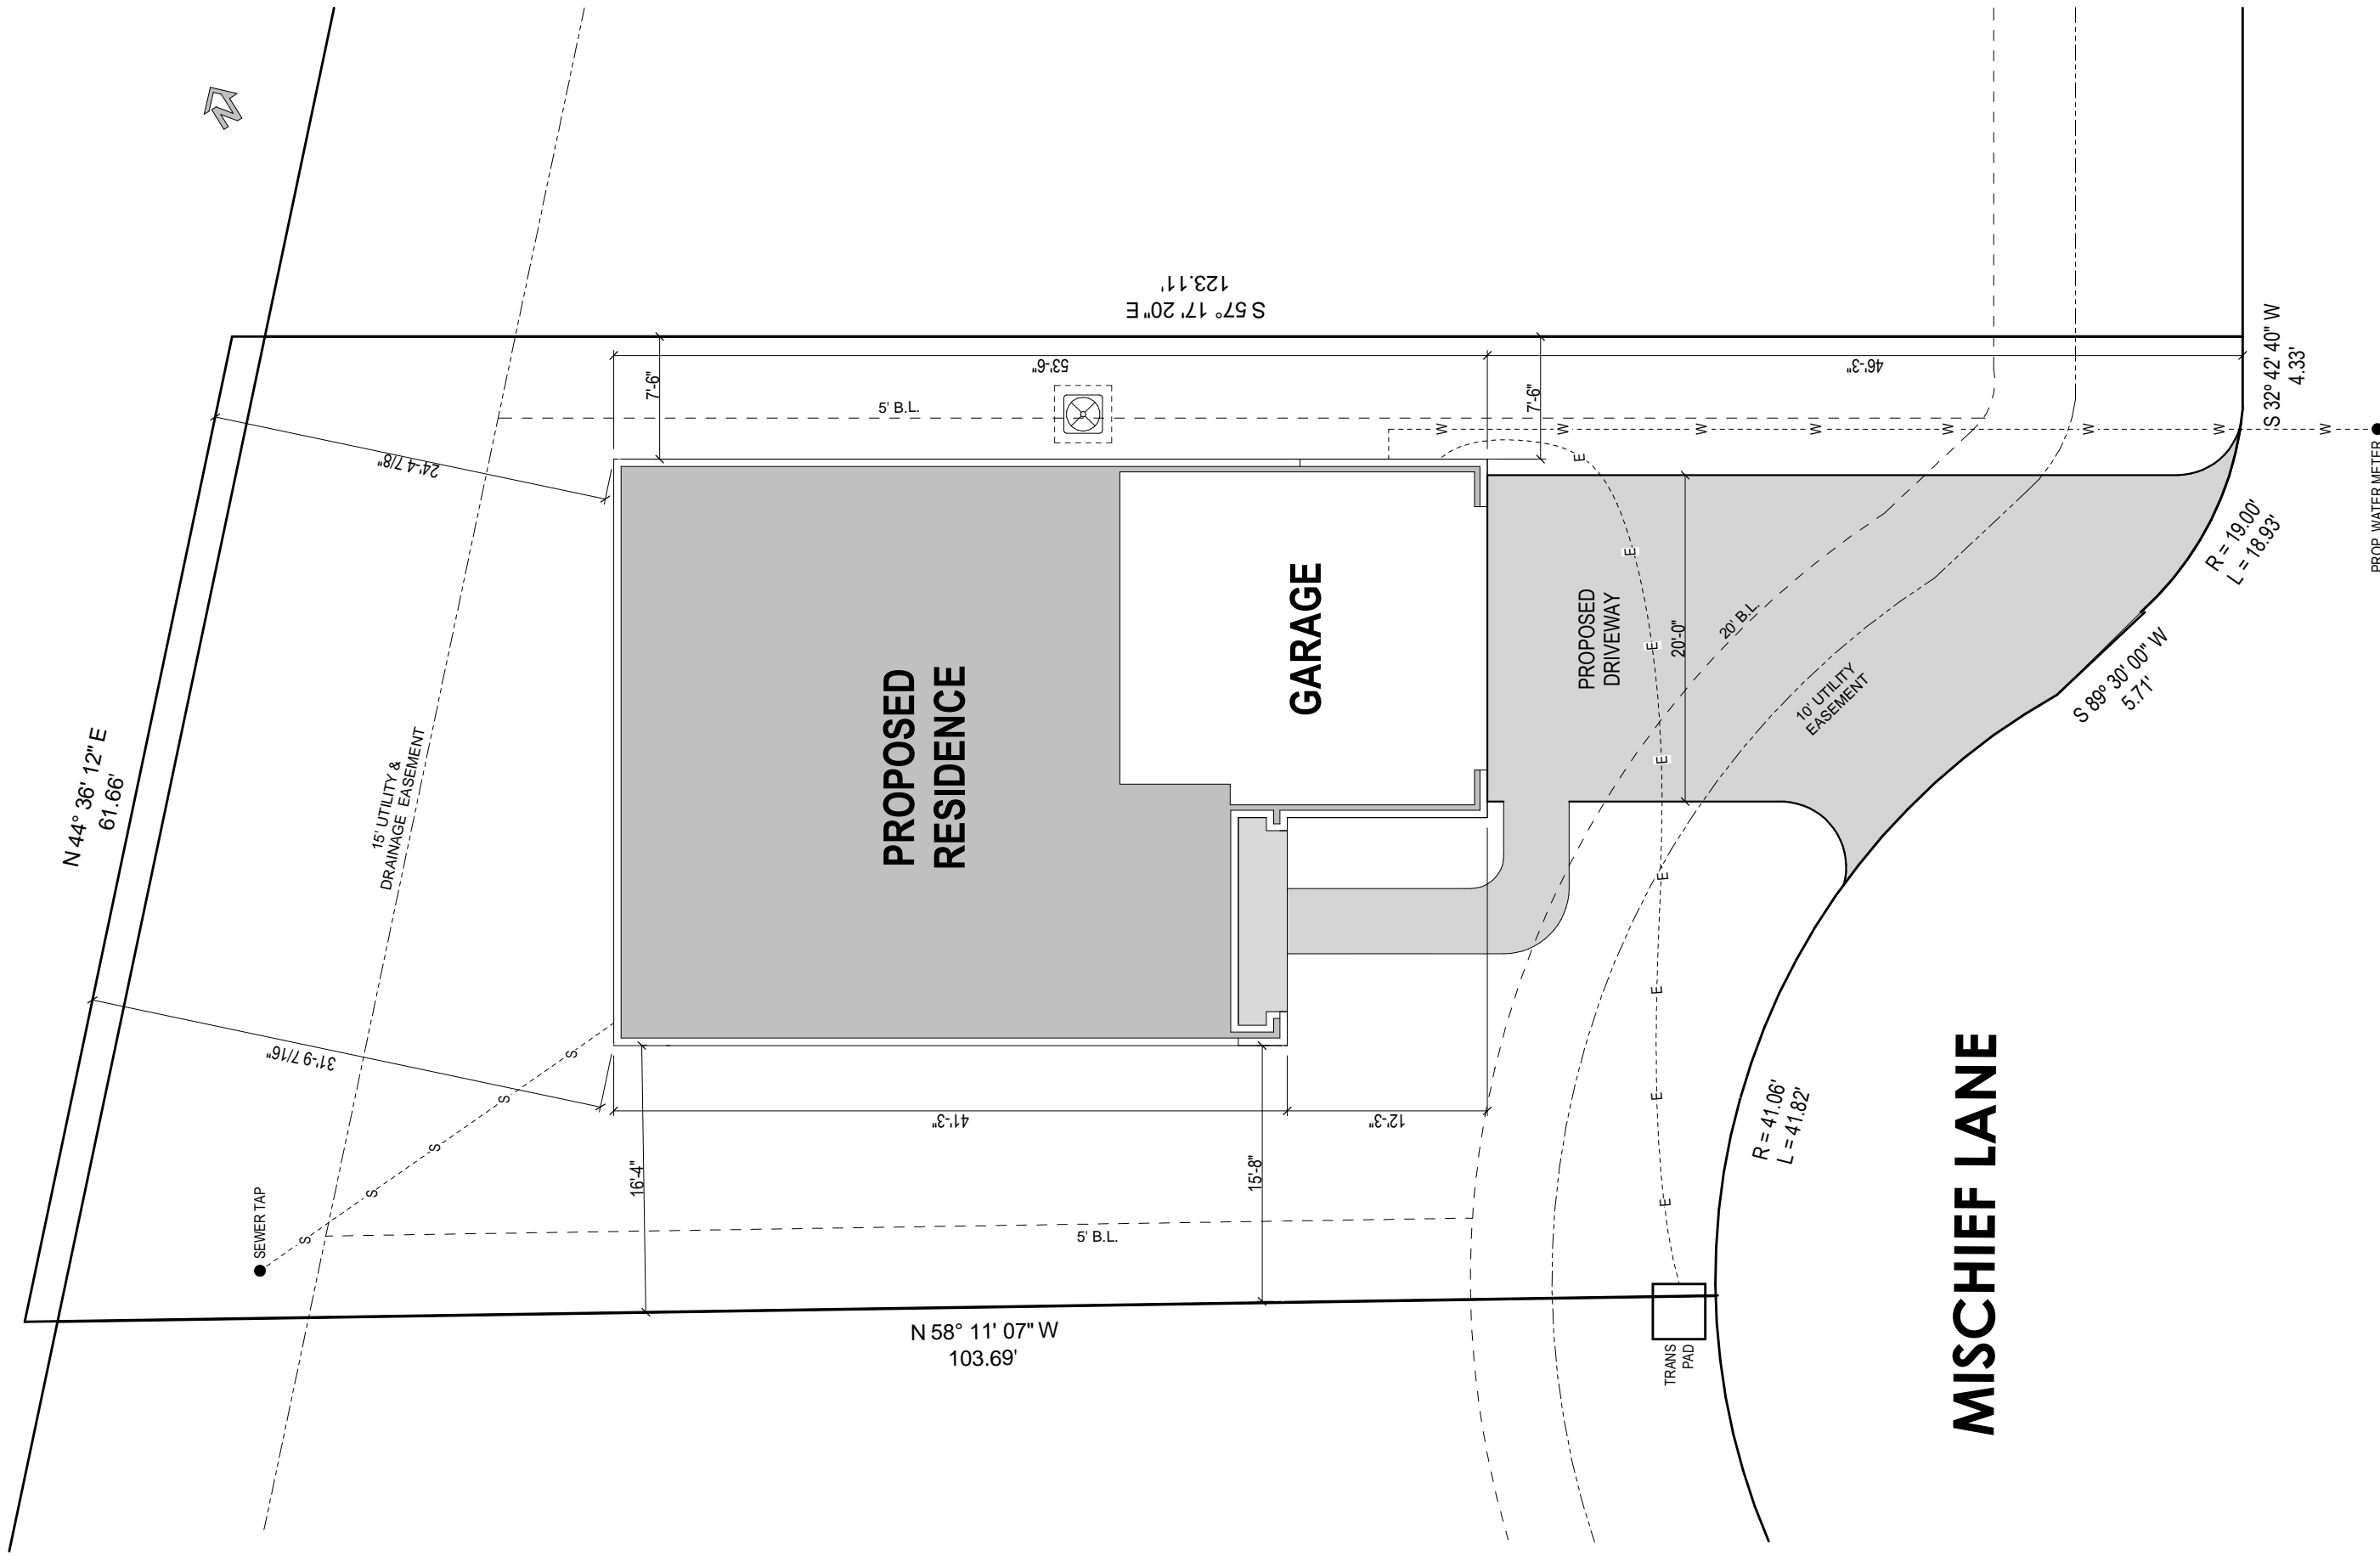 N
N 44° 36' 12" E
61.66'
15' UTILITY &
DRAINAGE EASEMENT
24'-4 7/8"
31'-9 7/16"
SEWER TAP
S
S
S
S
S
S 57° 17' 20" E
123.11'
7'-6"
53'-6"
5' B.L.
7'-6"
46'-3"
PROPOSED
RESIDENCE
GARAGE
PROPOSED
DRIVEWAY
20'-0"
20' B.L.
10' UTILITY
EASEMENT
W
W
W
W
W
W
W
W
E
E
E
E
E
E
E
E
S 32° 42' 40" W
4.33'
R = 19.00'
L = 18.93'
PROP. WATER METER
S 89° 30' 00" W
5.71'
41'-3"
12'-3"
16'-4"
15'-8"
5' B.L.
N 58° 11' 07" W
103.69'
TRANS
PAD
R = 41.06'
L = 41.82'
MISCHIEF LANE